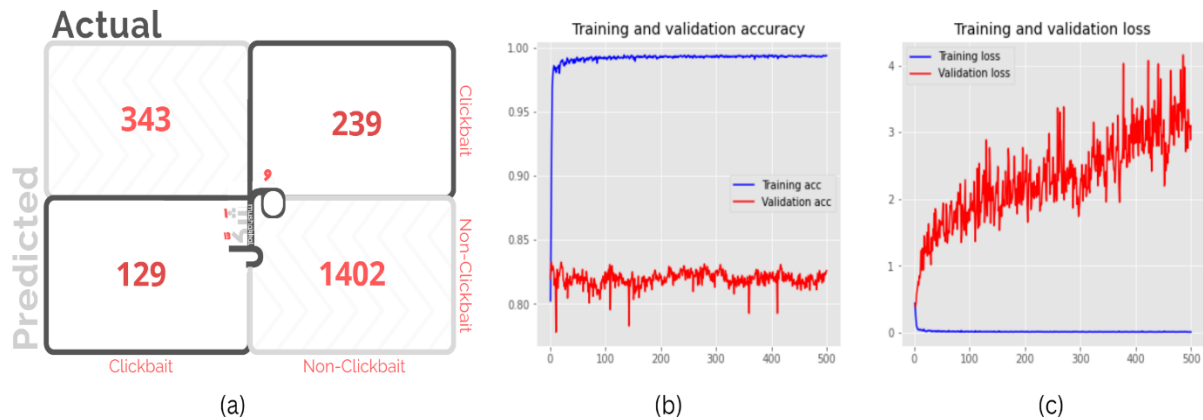 Actual
Predicted
343
239
Clickbait
9
13
129
1402
Non-Clickbait
Clickbait
Non-Clickbait
(a)
Training and validation accuracy
1.00
0.95
0.90
0.85
0.80
Training acc
Validation acc
0
100
200
300
400
500
(b)
Training and validation loss
Training loss
Validation loss
4
3
2
1
0
0
100
200
300
400
500
(c)